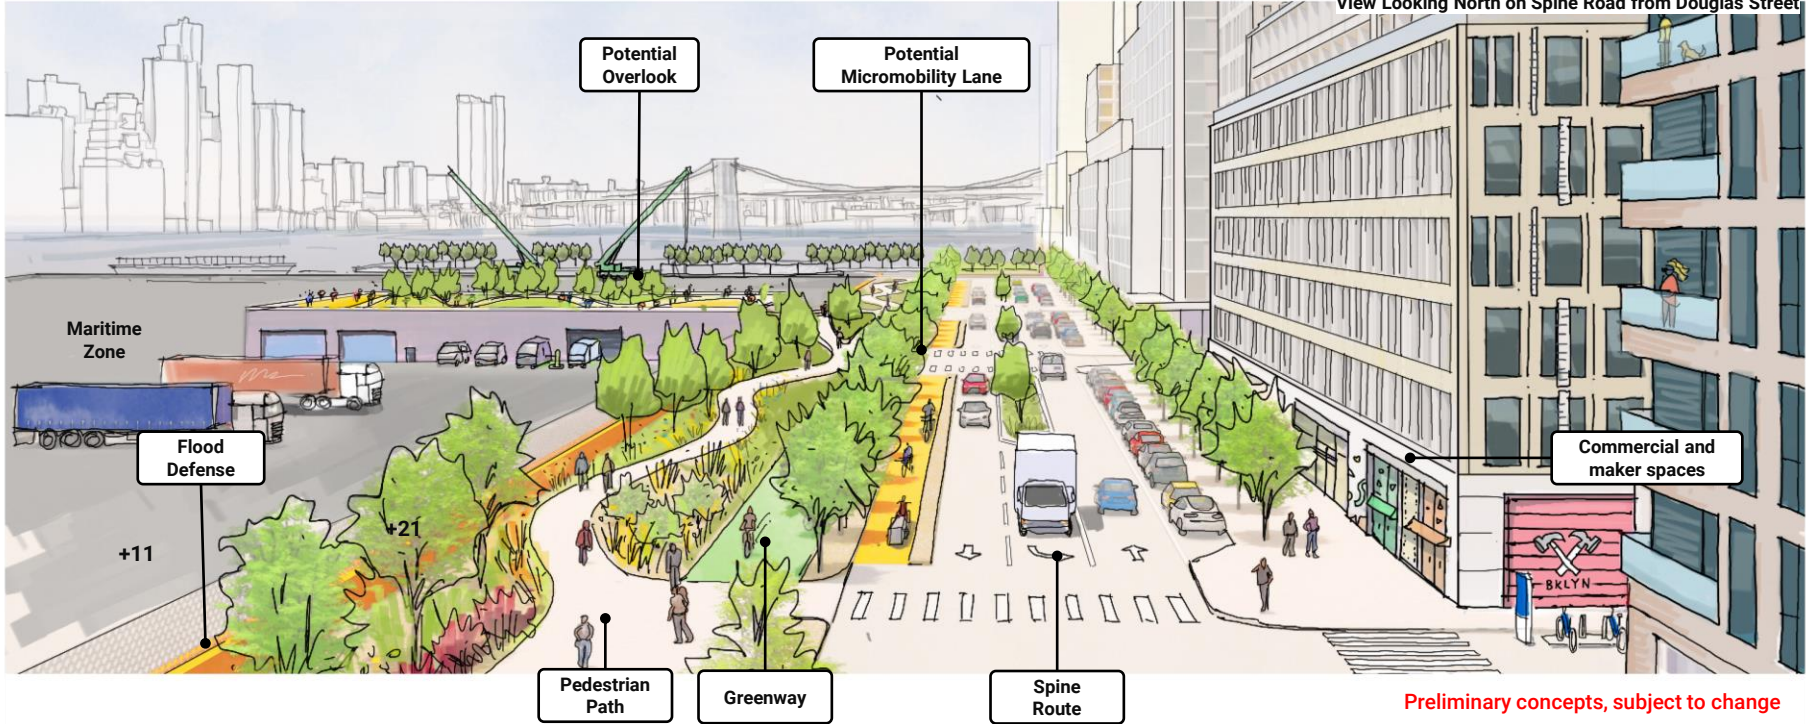 View Looking North on Spine Road from Douglas Street
Potential
Overlook
Potential
Micromobility Lane
Maritime
Zone
Flood
Defense
Commercial and
maker spaces
+21
+11
BKLYN
Pedestrian
Path
Greenway
Spine
Route
Preliminary concepts, subject to change